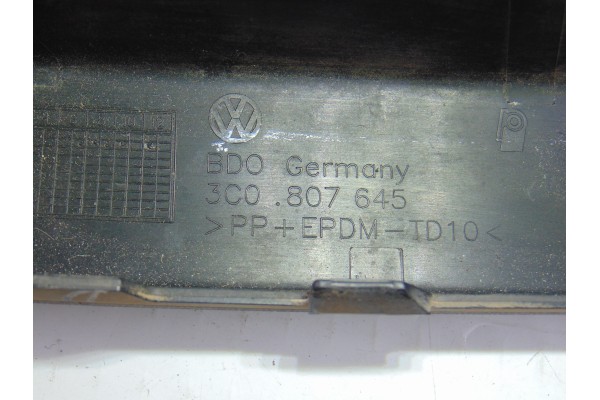 BDO Germany
3C0 .807 645
>PP+EPDM-TD10<